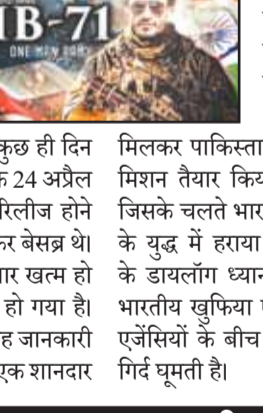 IB-71
ONE MAN ARMY
कुछ ही दिन
24 अप्रैल
रिलीज होने
बेसब्र थे।
खत्म हो
हो गया है।
जानकारी
एक शानदार
मिलकर
मिशन तैयार
जिसके चलते
के युद्ध में हराया
के डायलॉग
भारतीय खुफिया
एजेंसियों के बीच
गिर्द घूमती है।